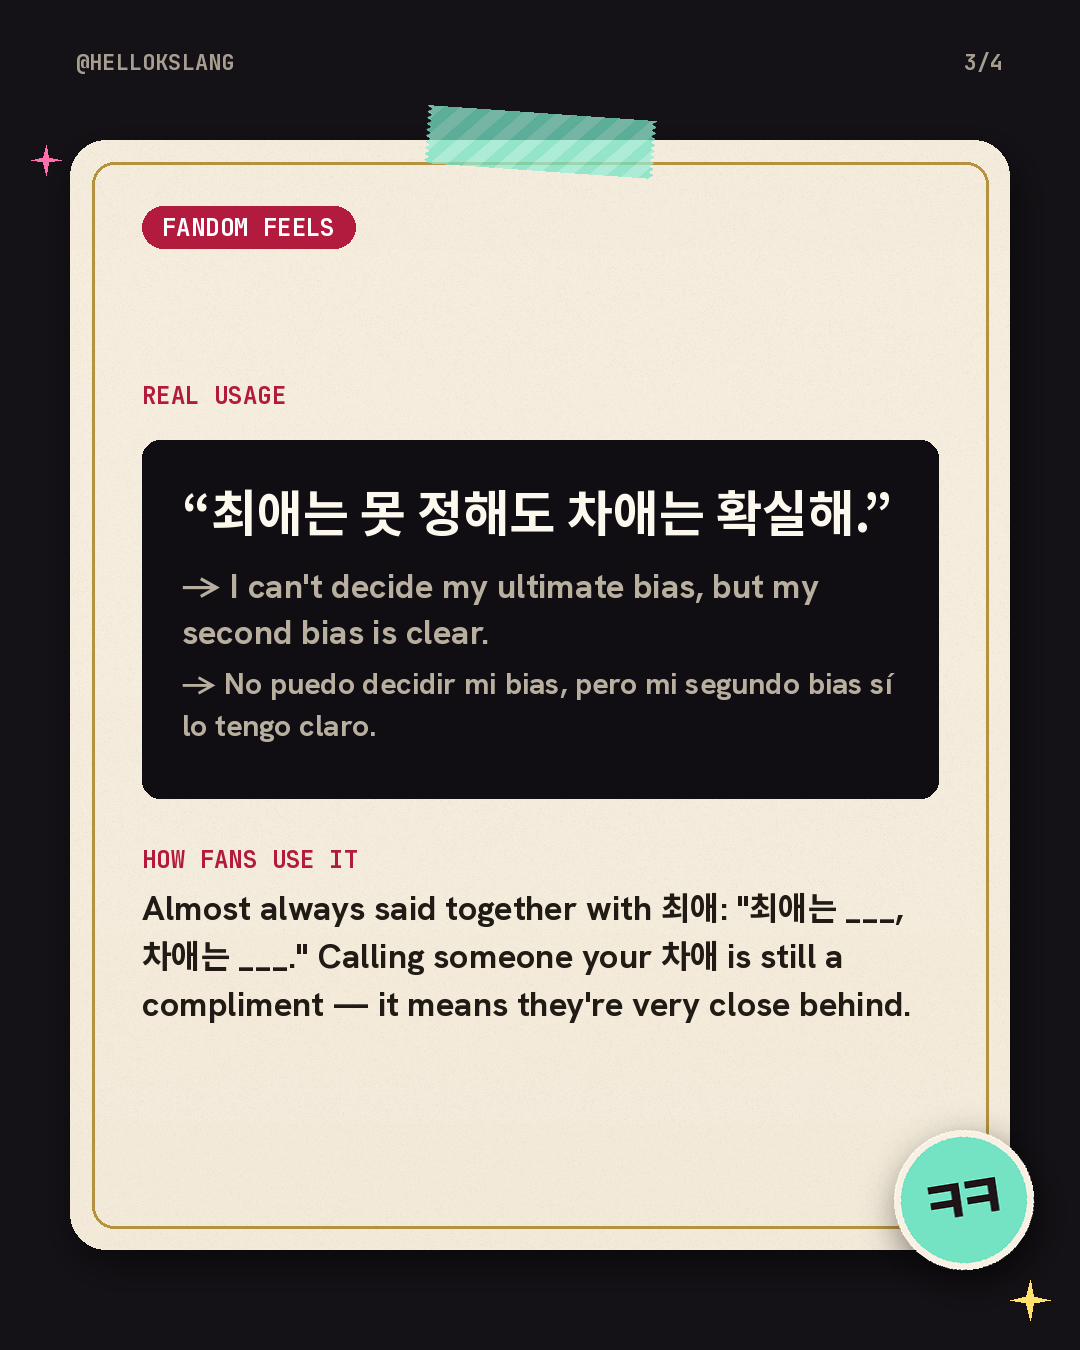 @HELLOKSLANG
3/4
FANDOM FEELS
REAL USAGE
“최애는 못 정해도 차애는 확실해.”
→ I can't decide my ultimate bias, but my
second bias is clear.
→ No puedo decidir mi bias, pero mi segundo bias sí
lo tengo claro.
HOW FANS USE IT
Almost always said together with 최애: "최애는 ___,
차애는 ___." Calling someone your 차애 is still a
compliment — it means they're very close behind.
ㅋㅋ